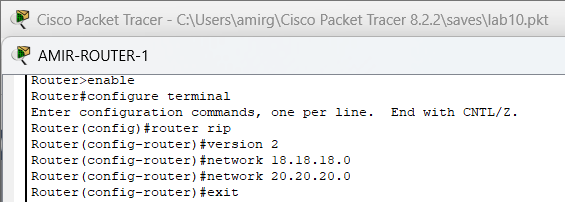 Cisco Packet Tracer - C:\Users\amirg\Cisco Packet Tracer 8.2.2\saves\lab10.pkt
AMIR-ROUTER-1
Router>enable
Router#configure terminal
Enter configuration commands, one per line.  End with CNTL/Z.
Router(config)#router rip
Router(config-router)#version 2
Router(config-router)#network 18.18.18.0
Router(config-router)#network 20.20.20.0
Router(config-router)#exit